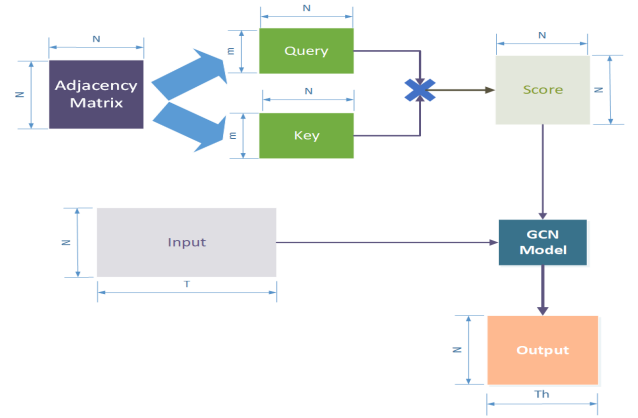 N
N
Adjacency
Matrix
N
m
Query
N
m
Key
N
Score
N
N
Input
T
GCN
Model
N
Output
Th